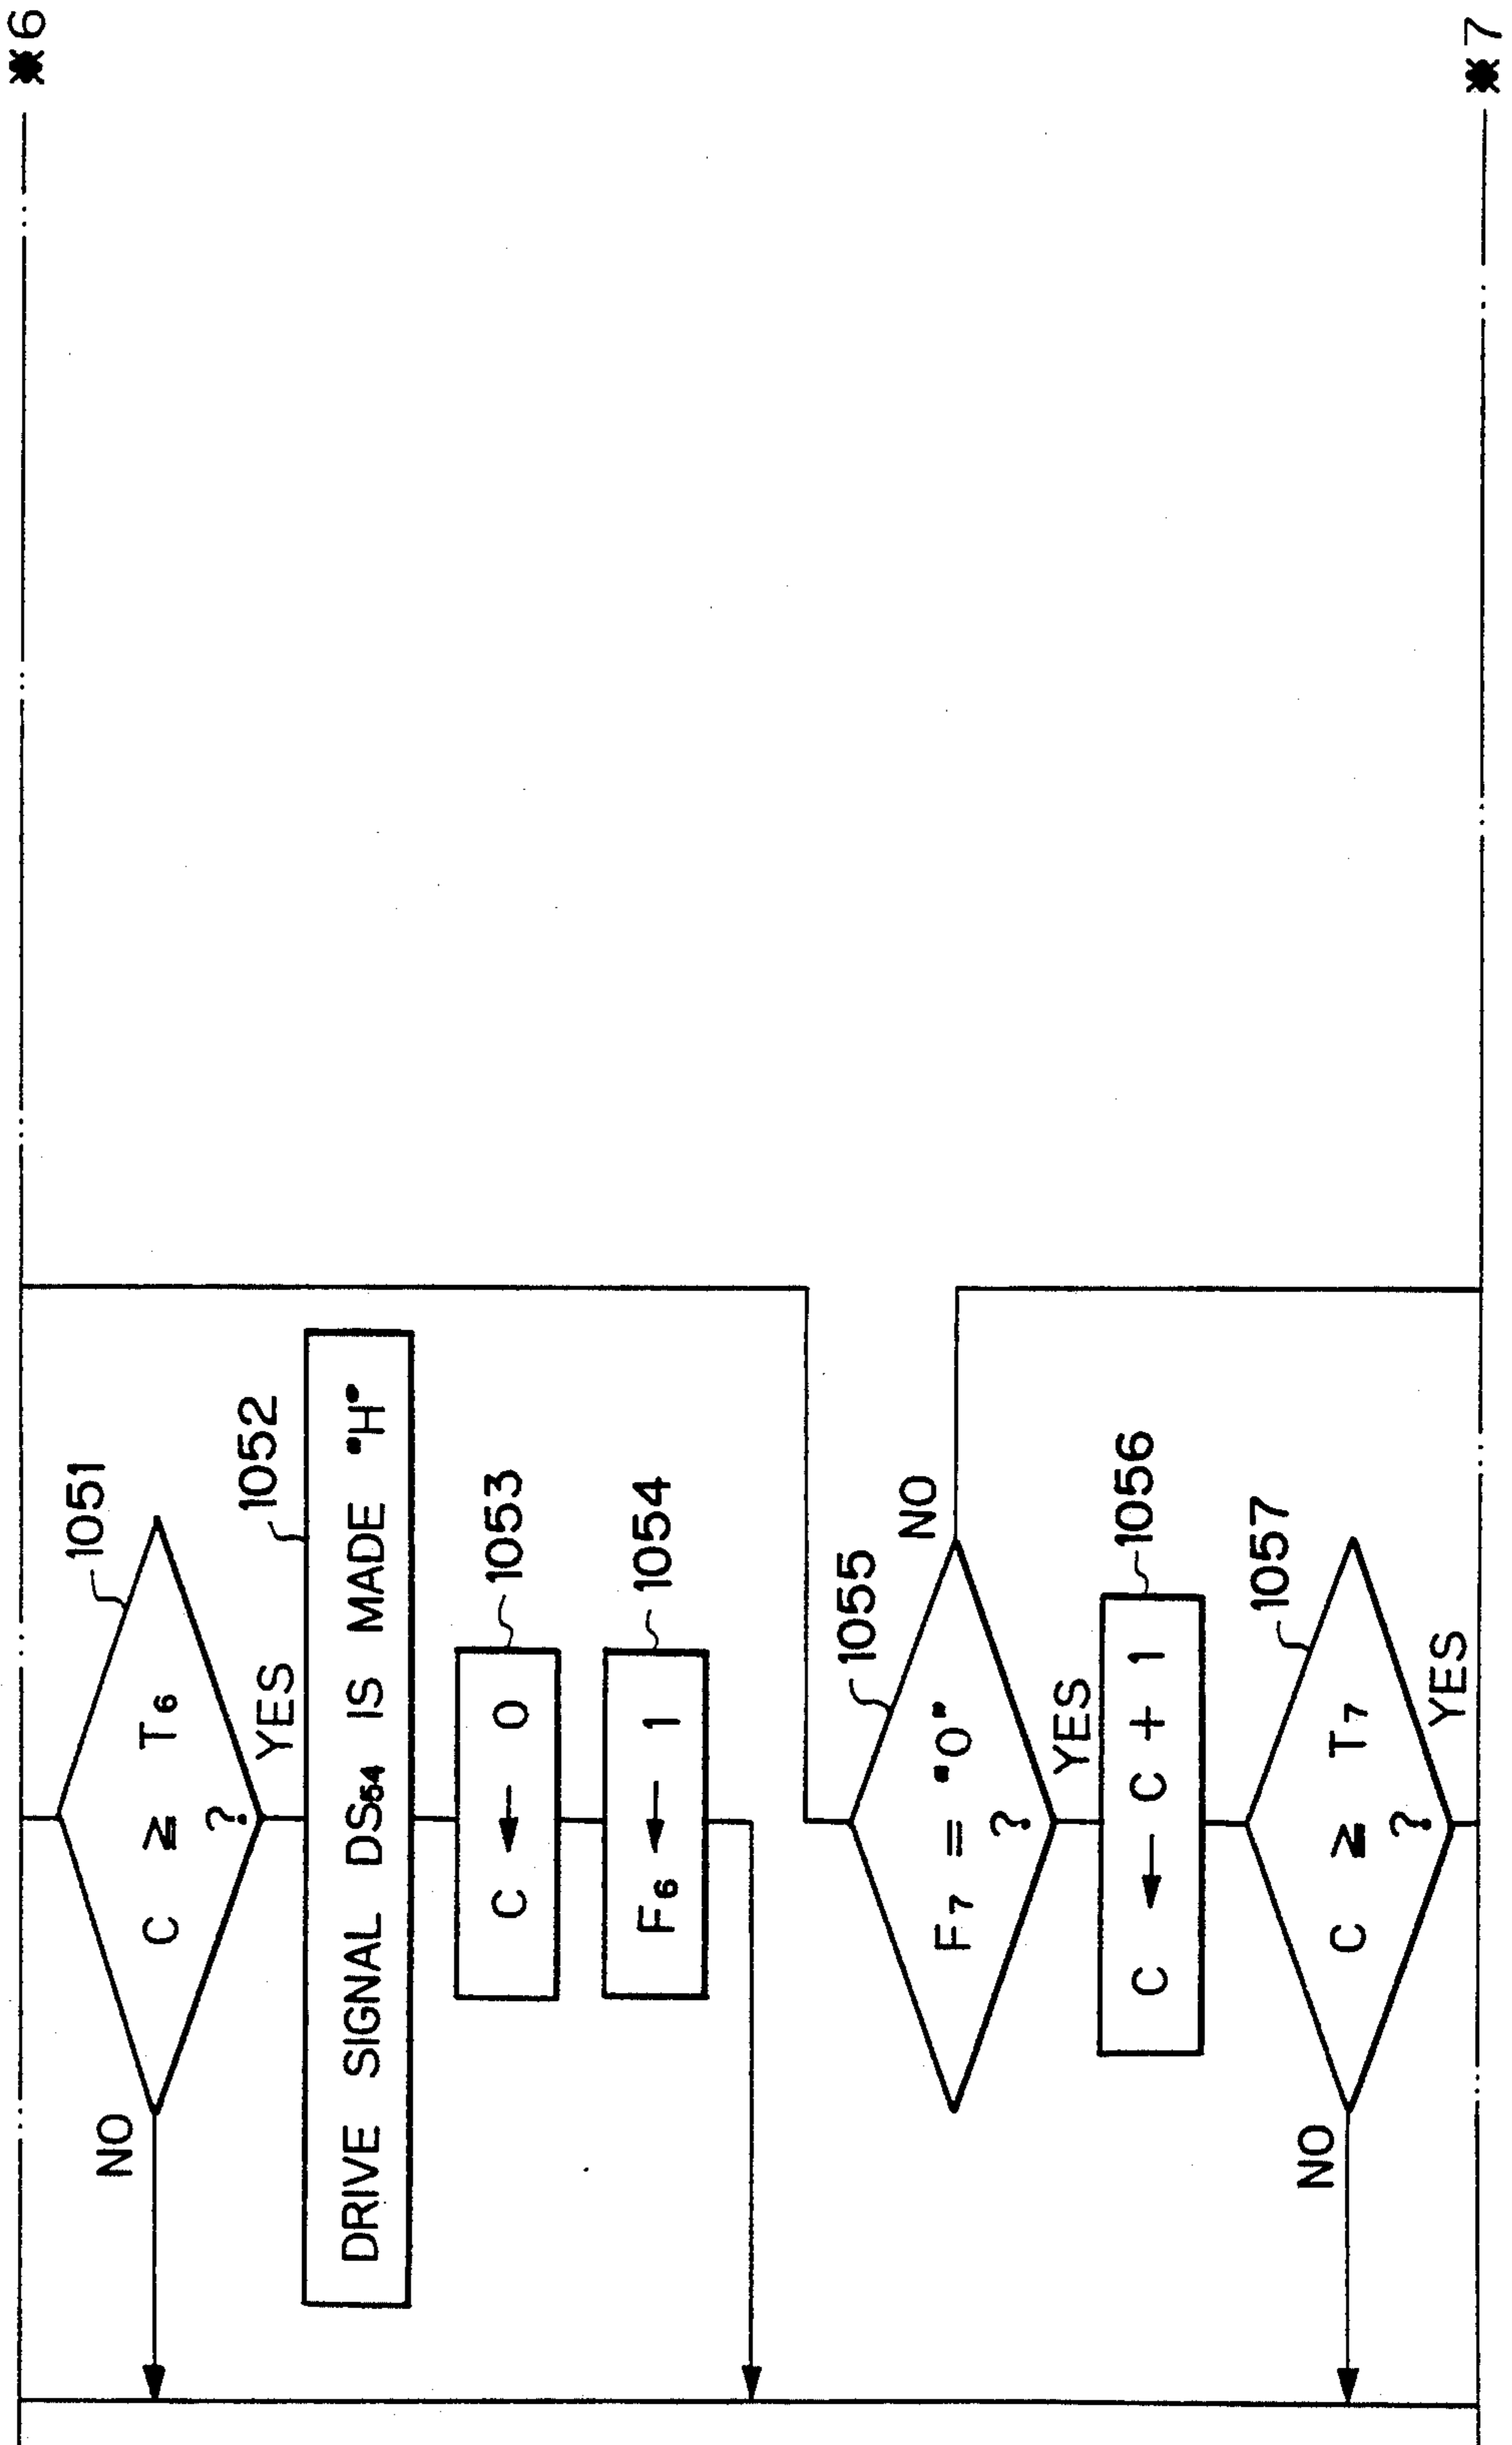 ※6
1051
C ≧ T6
?
NO
YES
1052
DRIVE SIGNAL DS54 IS MADE "H"
1053
C ← 0
1054
F6 ← 1
1055
F7 = "0"
?
NO
YES
1056
C ← C + 1
1057
C ≧ T7
?
NO
YES
※7